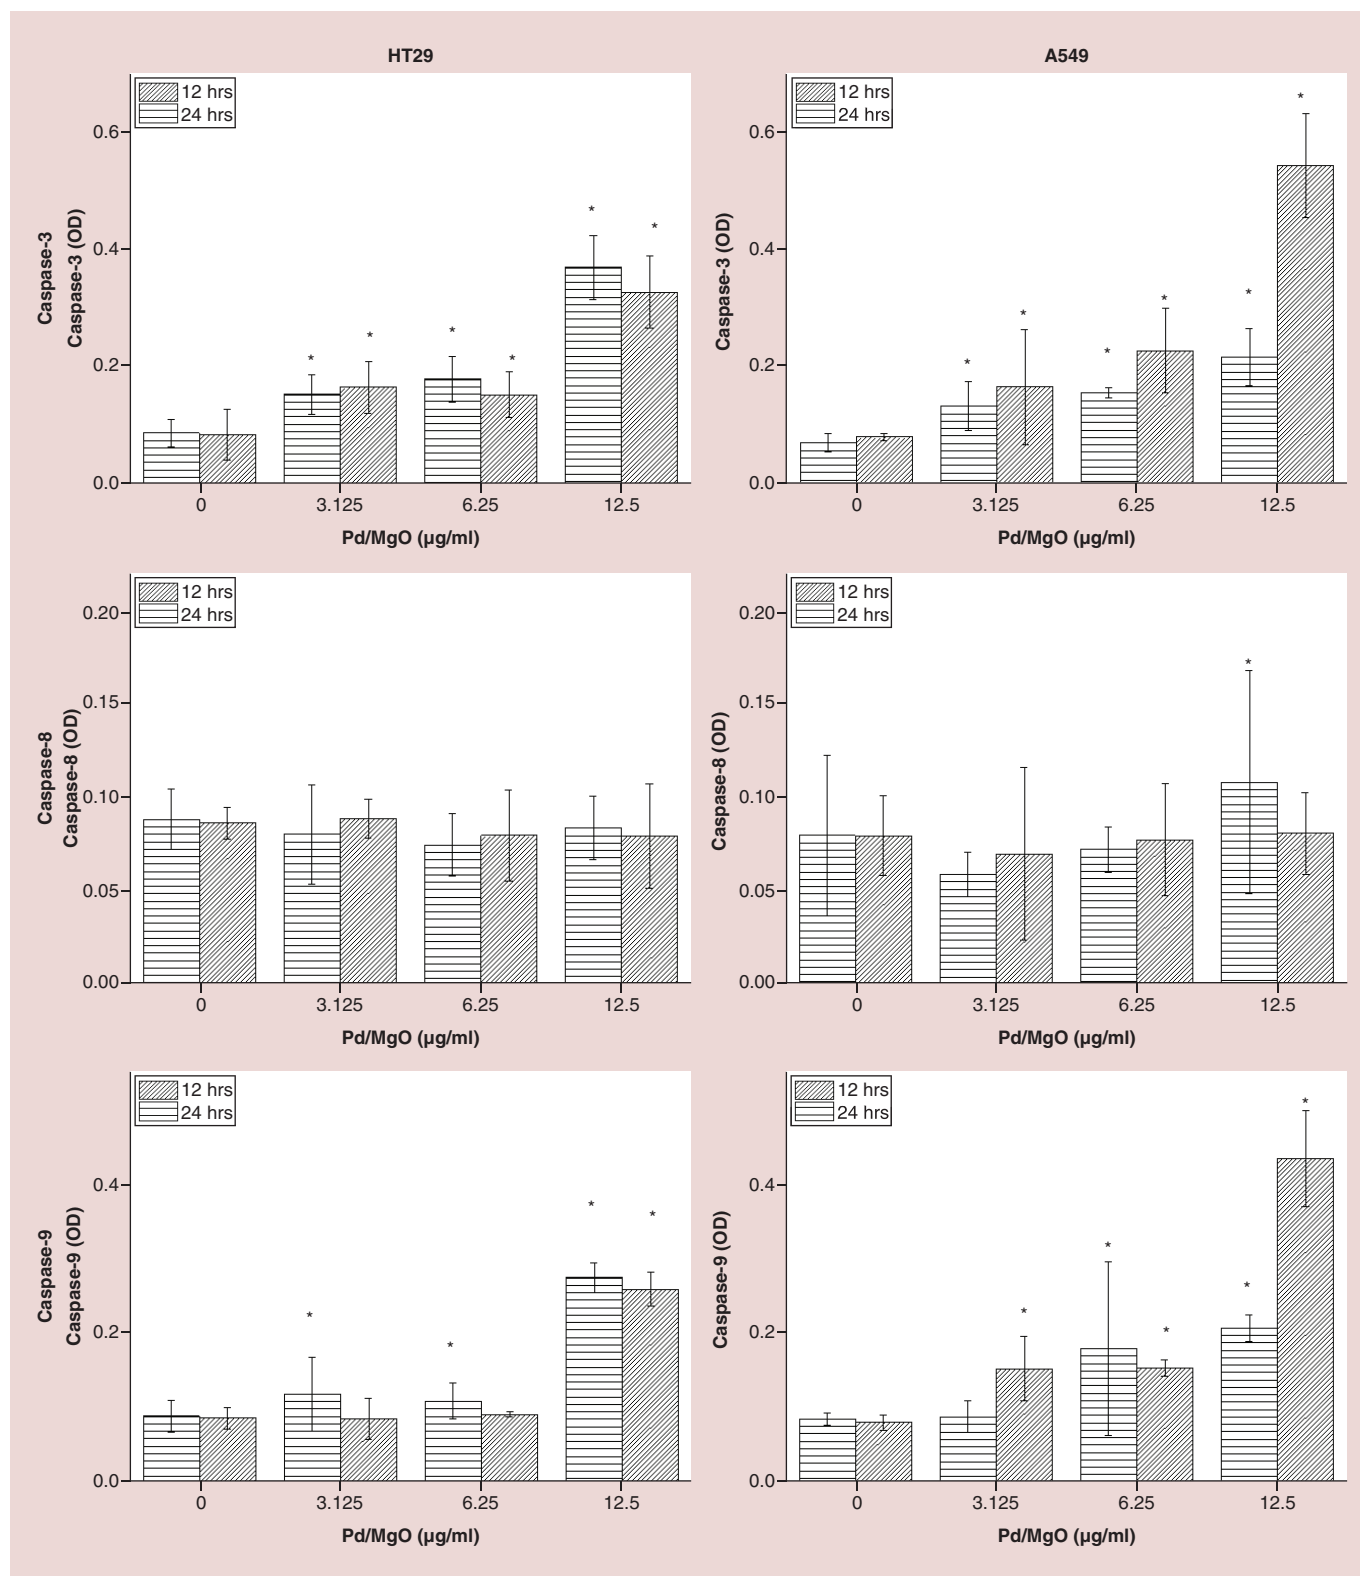 HT29
12 hrs
24 hrs
0.6
0.4
0.2
0.0
Caspase-3
Caspase-3 (OD)
0 3.125 6.25 12.5
Pd/MgO (µg/ml)
* * * * * *
A549
12 hrs
24 hrs
0.6
0.4
0.2
0.0
Caspase-3 (OD)
0 3.125 6.25 12.5
Pd/MgO (µg/ml)
* * * * * *
12 hrs
24 hrs
0.20
0.15
0.10
0.05
0.00
Caspase-8
Caspase-8 (OD)
0 3.125 6.25 12.5
Pd/MgO (µg/ml)
12 hrs
24 hrs
0.20
0.15
0.10
0.05
0.00
Caspase-8 (OD)
0 3.125 6.25 12.5
Pd/MgO (µg/ml)
*
12 hrs
24 hrs
0.4
0.2
0.0
Caspase-9
Caspase-9 (OD)
0 3.125 6.25 12.5
Pd/MgO (µg/ml)
* * * *
12 hrs
24 hrs
0.4
0.2
0.0
Caspase-9 (OD)
0 3.125 6.25 12.5
Pd/MgO (µg/ml)
* * * * *